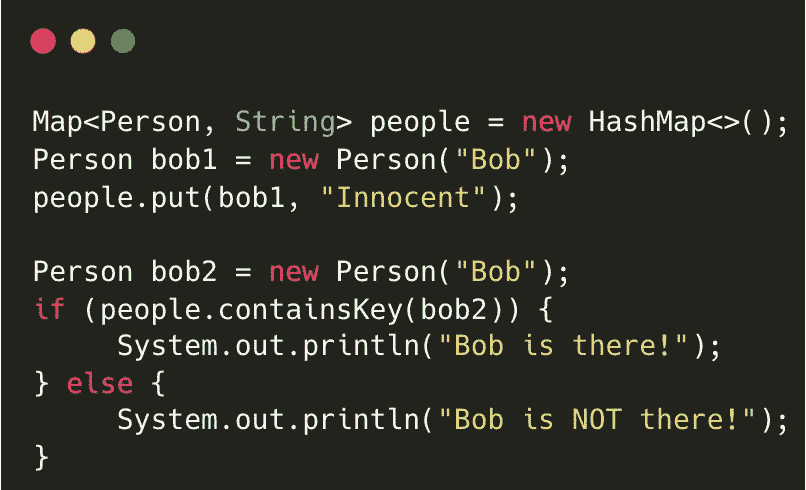 Map<Person, String> people = new HashMap<>();
Person bob1 = new Person("Bob");
people.put(bob1, "Innocent");
Person bob2 = new Person("Bob");
if (people.containsKey(bob2)) {
System.out.println("Bob is there!");
} else {
System.out.println("Bob is NOT there!");
}